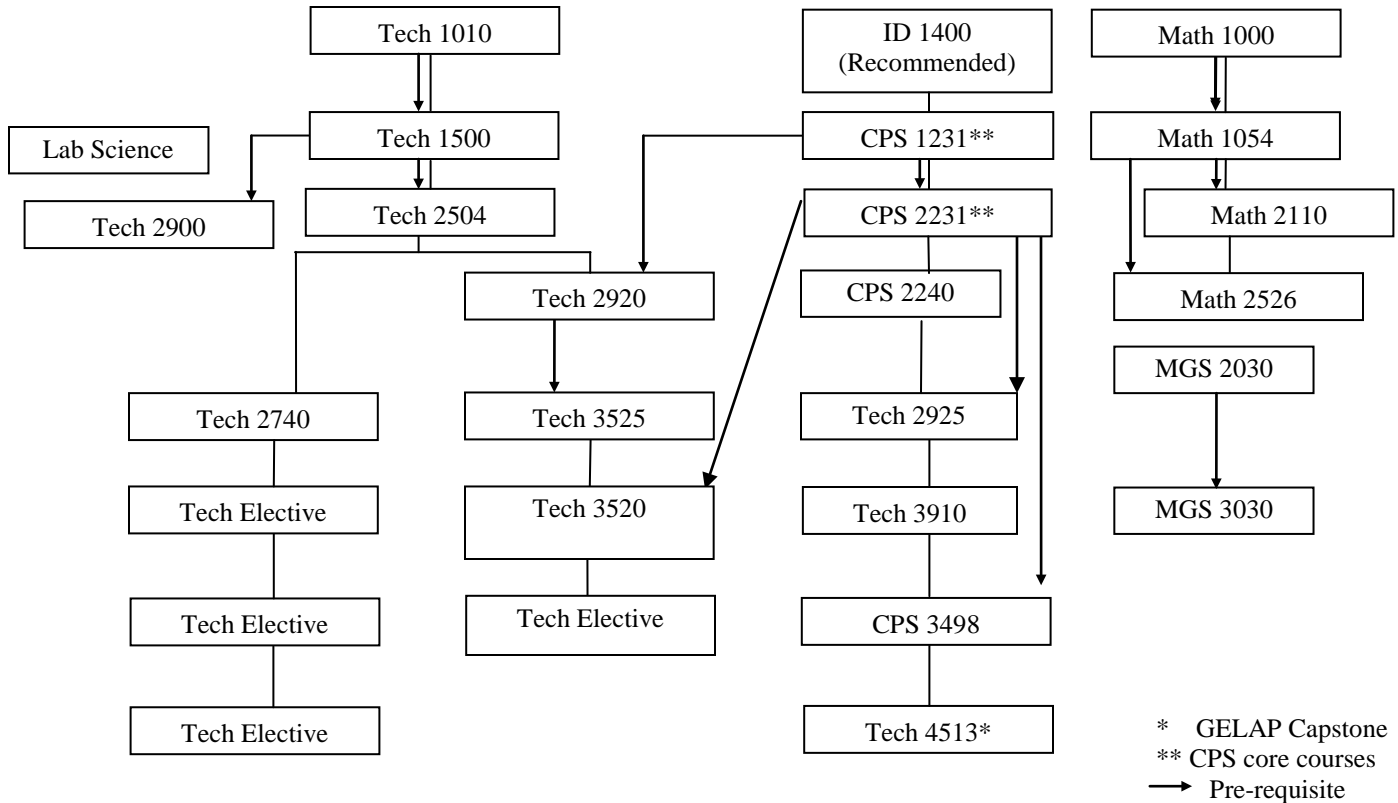 Tech 1010
ID 1400
(Recommended)
Math 1000
Lab Science
Tech 1500
CPS 1231**
Math 1054
Tech 2900
Tech 2504
CPS 2231**
Math 2110
Tech 2920
CPS 2240
Math 2526
MGS 2030
Tech 2740
Tech 3525
Tech 2925
Tech Elective
Tech 3520
Tech 3910
MGS 3030
Tech Elective
Tech Elective
CPS 3498
Tech Elective
Tech 4513*
* GELAP Capstone
** CPS core courses
Pre-requisite